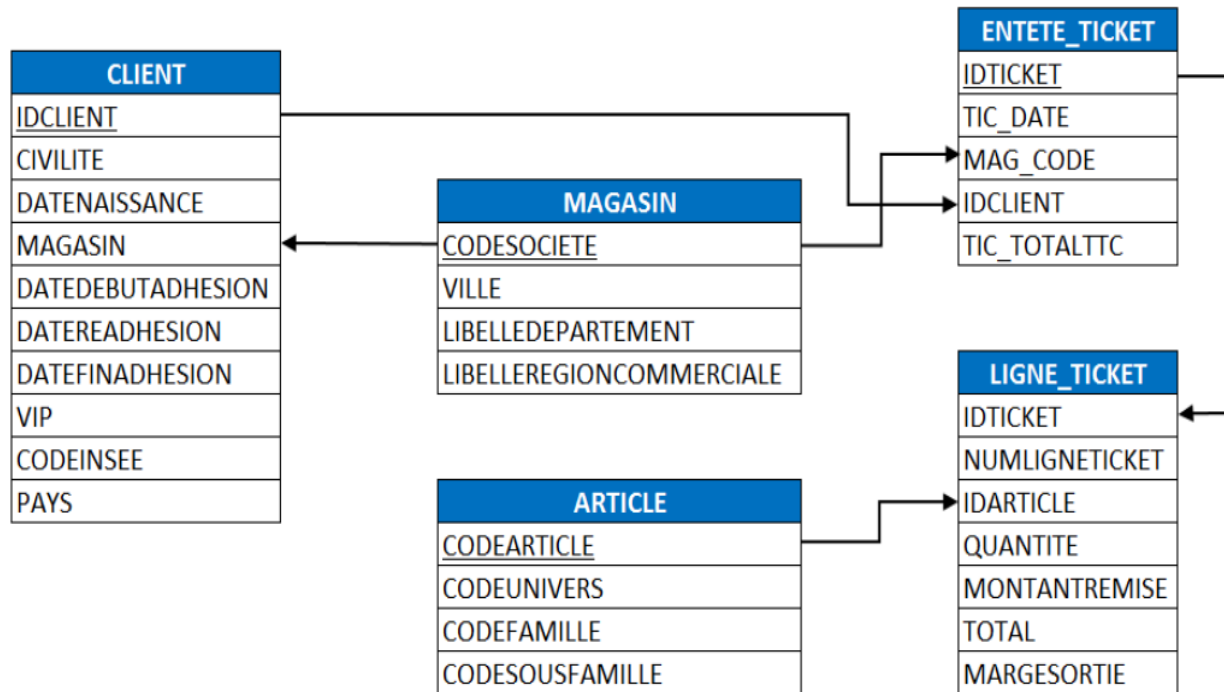 CLIENT
IDCLIENT
CIVILITE
DATENAISSANCE
MAGASIN
DATEDEBUTADHESION
DATEREADHESION
DATEFINADHESION
VIP
CODEINSEE
PAYS
MAGASIN
CODESOCIETE
VILLE
LIBELLEDEPARTEMENT
LIBELLEREGIONCOMMERCIALE
ARTICLE
CODEARTICLE
CODEUNIVERS
CODEFAMILLE
CODESOUSFAMILLE
ENTETE_TICKET
IDTICKET
TIC_DATE
MAG_CODE
IDCLIENT
TIC_TOTALTTC
LIGNE_TICKET
IDTICKET
NUMLIGNETICKET
IDARTICLE
QUANTITE
MONTANTREMISE
TOTAL
MARGESORTIE